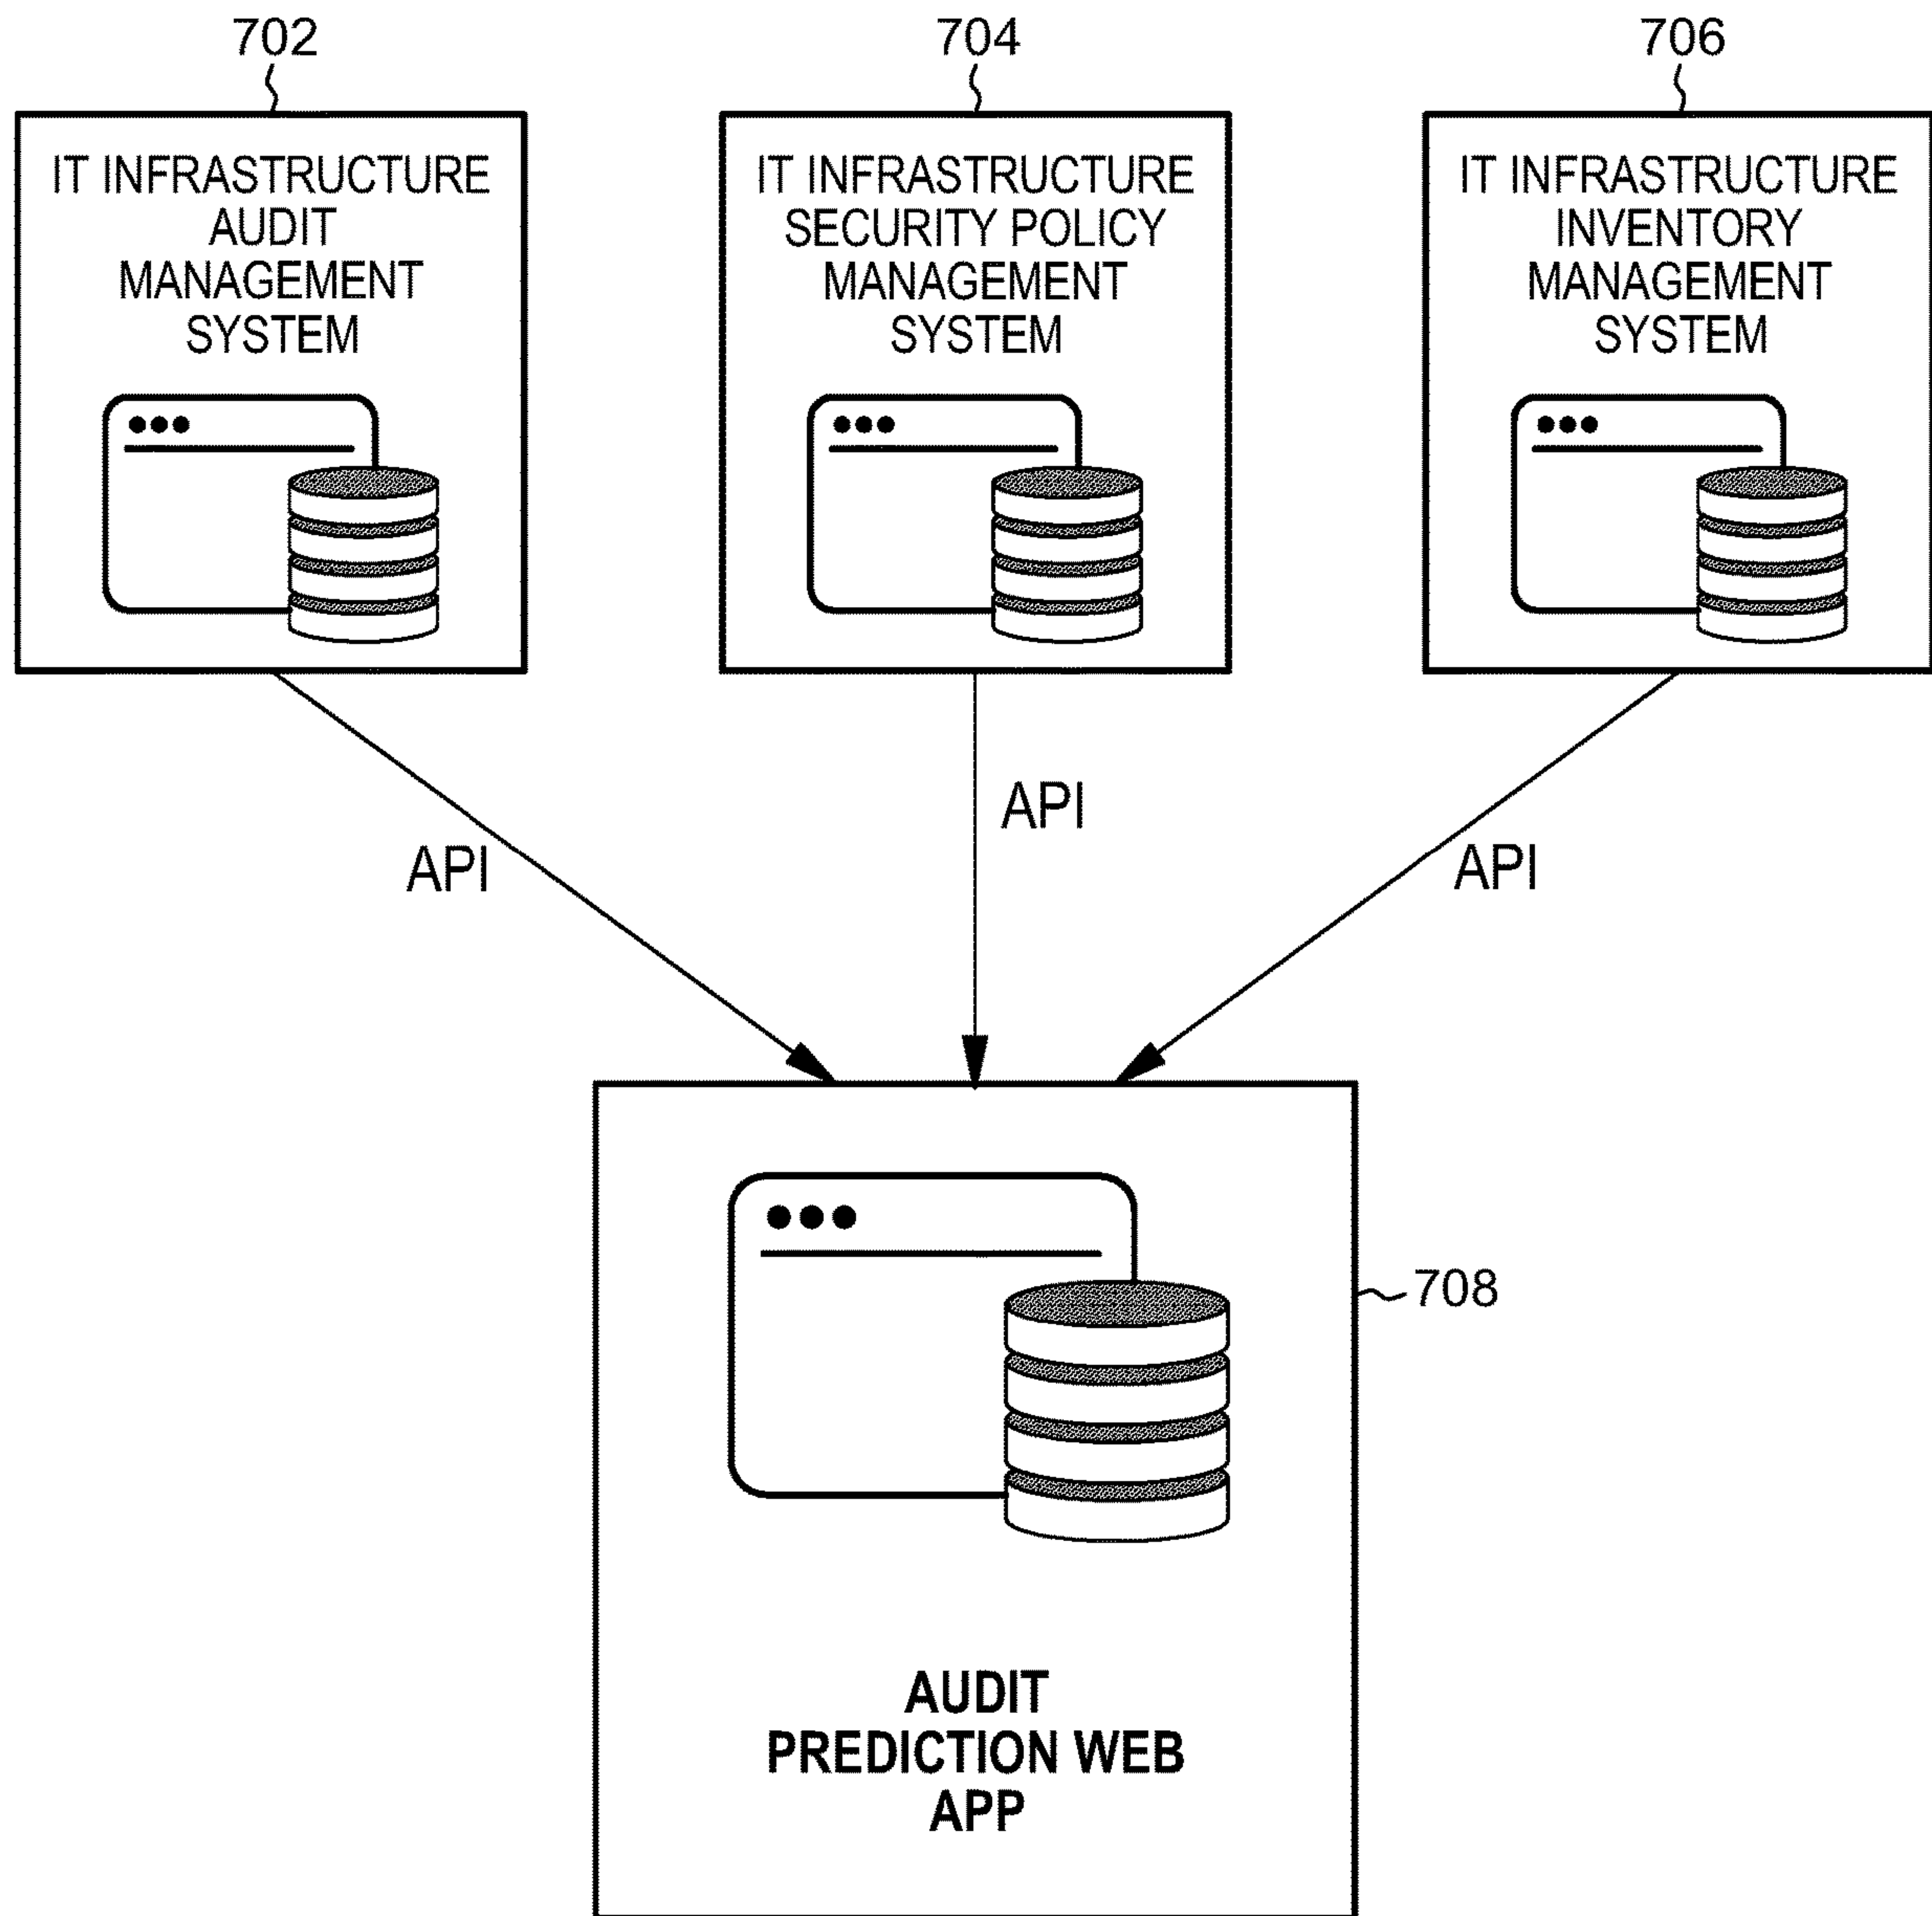 702
IT INFRASTRUCTURE
AUDIT
MANAGEMENT
SYSTEM
704
IT INFRASTRUCTURE
SECURITY POLICY
MANAGEMENT
SYSTEM
706
IT INFRASTRUCTURE
INVENTORY
MANAGEMENT
SYSTEM
API
API
API
708
AUDIT
PREDICTION WEB
APP